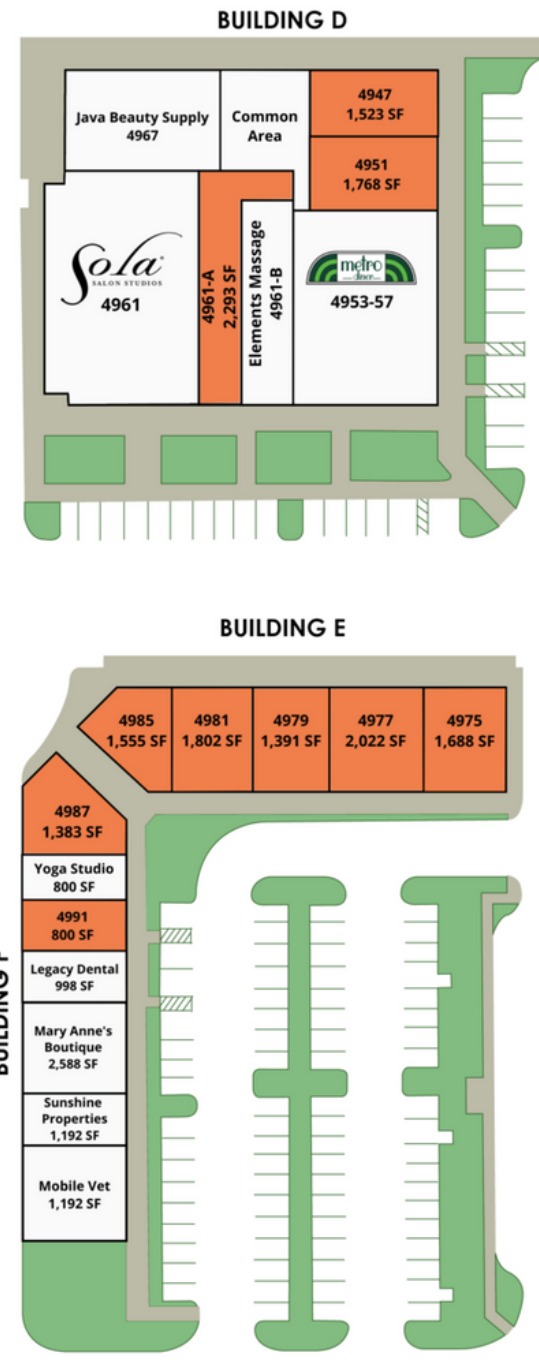 BUILDING D
Java Beauty Supply
4967
Common
Area
4947
1,523 SF
4951
1,768 SF
Sola
SALON STUDIOS
4961
4961-A
2,293 SF
Elements Massage
4961-B
metro
diner
4953-57
BUILDING E
4985
1,555 SF
4981
1,802 SF
4979
1,391 SF
4977
2,022 SF
4975
1,688 SF
4987
1,383 SF
Yoga Studio
800 SF
4991
800 SF
Legacy Dental
998 SF
Mary Anne's
Boutique
2,588 SF
Sunshine
Properties
1,192 SF
Mobile Vet
1,192 SF
BUILDING